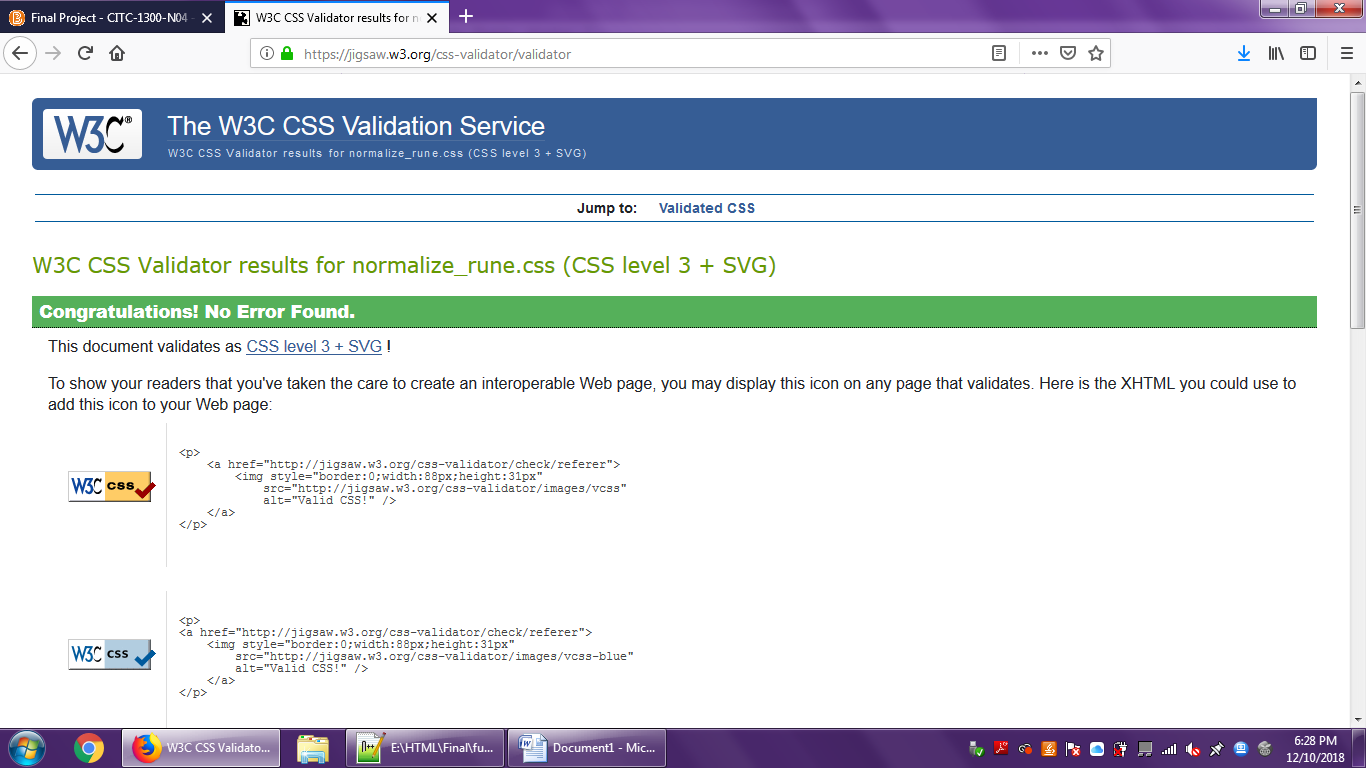 Final Project - CITC-1300-N04 -
W3C CSS Validator results for n
https://jigsaw.w3.org/css-validator/validator
W3C®
The W3C CSS Validation Service
W3C CSS Validator results for normalize_rune.css (CSS level 3 + SVG)
Jump to: Validated CSS
W3C CSS Validator results for normalize_rune.css (CSS level 3 + SVG)
Congratulations! No Error Found.
This document validates as CSS level 3 + SVG !
To show your readers that you've taken the care to create an interoperable Web page, you may display this icon on any page that validates. Here is the XHTML you could use to
add this icon to your Web page:
W3C css
<p>
<a href="http://jigsaw.w3.org/css-validator/check/referer">
<img style="border:0;width:88px;height:31px"
src="http://jigsaw.w3.org/css-validator/images/vcss"
alt="Valid CSS!" />
</a>
</p>
W3C css
<p>
<a href="http://jigsaw.w3.org/css-validator/check/referer">
<img style="border:0;width:88px;height:31px"
src="http://jigsaw.w3.org/css-validator/images/vcss-blue"
alt="Valid CSS!" />
</a>
</p>
W3C CSS Validato...
E:\HTML\Final\fu...
Document1 - Mic...
6:28 PM
12/10/2018